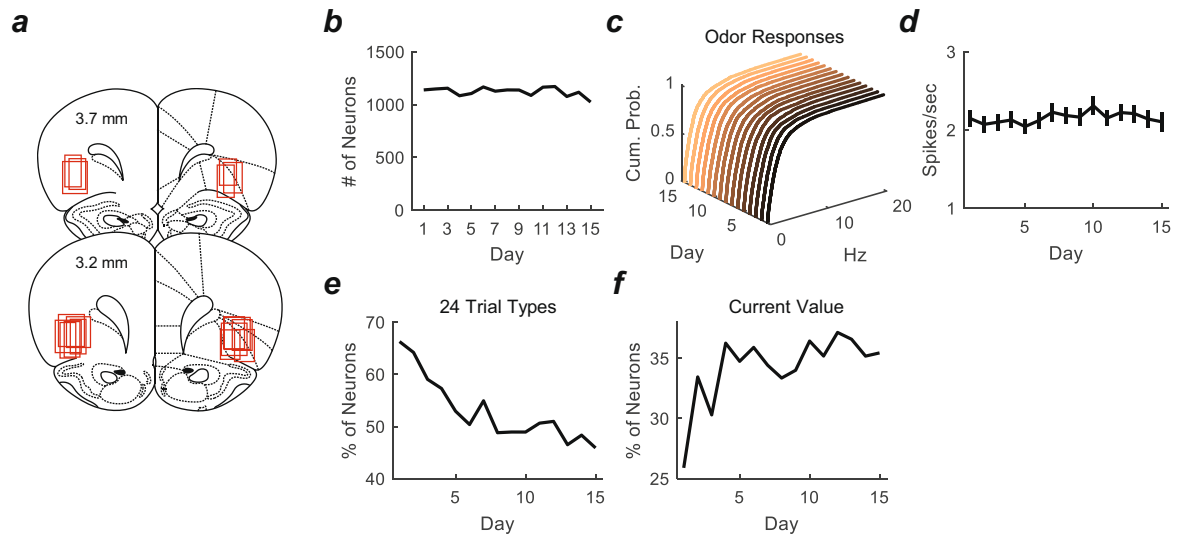 a
3.7 mm
3.2 mm
b
# of Neurons
1500
1000
500
0
1 3 5 7 9 11 13 15
Day
c
Odor Responses
Cum. Prob.
1
0.5
0
15
10
5
0
10
20
Day
Hz
d
Spikes/sec
3
2
1
5 10 15
Day
e
24 Trial Types
% of Neurons
70
60
50
40
5 10 15
Day
f
Current Value
% of Neurons
35
30
25
5 10 15
Day